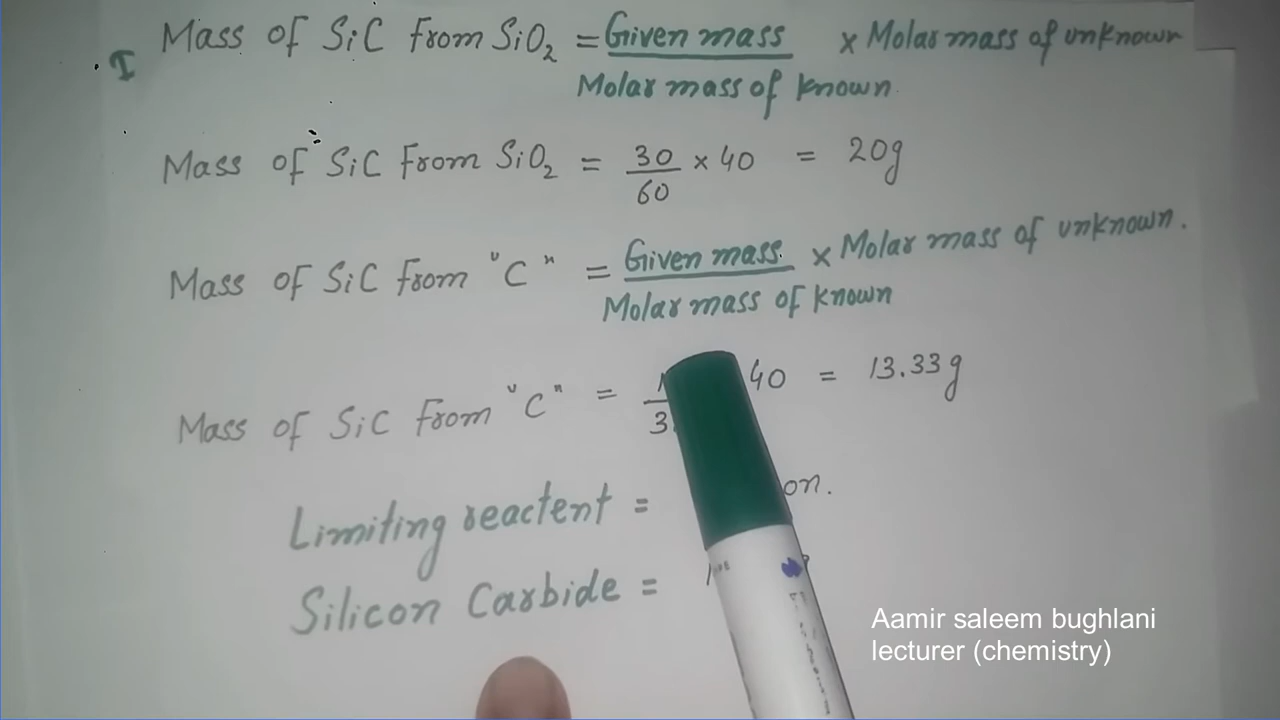 I Mass of SiC from SiO₂ = Given mass / Molar mass of known x Molar mass of unknown
Mass of SiC from SiO₂ = 30/60 x 40 = 20g
Mass of SiC from "C" = Given mass. / Molar mass of known x Molar mass of unknown.
Mass of SiC from "C" = 40 = 13.33g
Limiting reactent = on.
Silicon Carbide =
Aamir saleem bughlani
lecturer (chemistry)